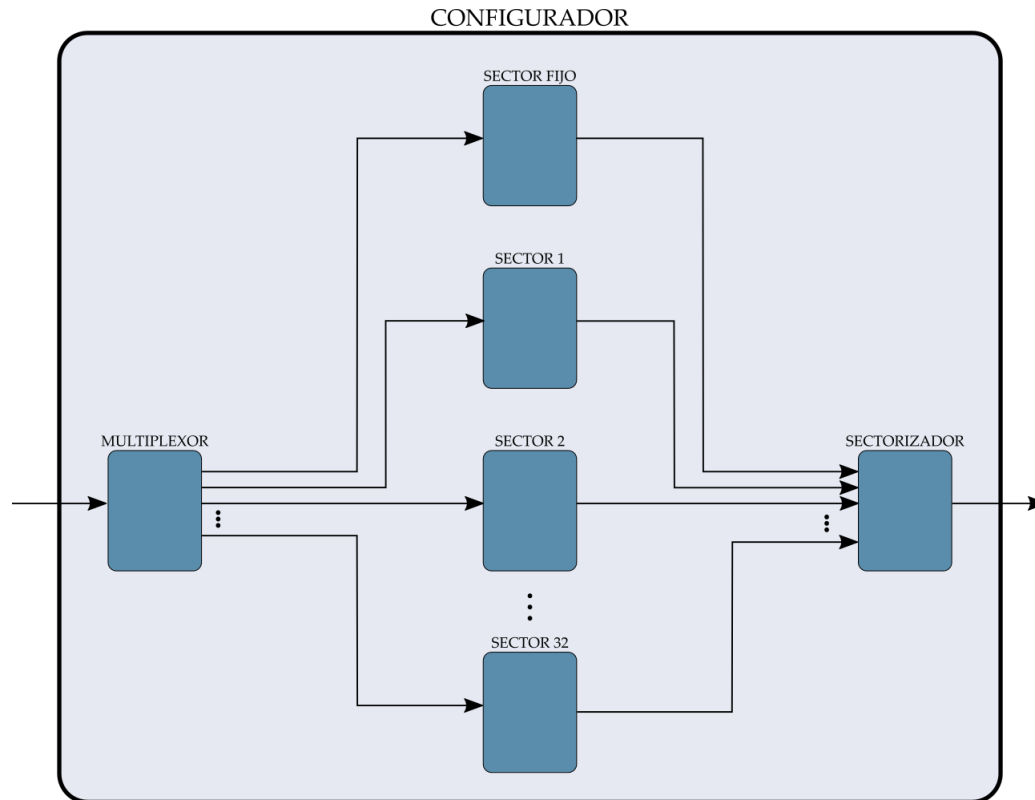 CONFIGURADOR
SECTOR FIJO
SECTOR 1
MULTIPLEXOR
SECTOR 2
SECTORIZADOR
SECTOR 32